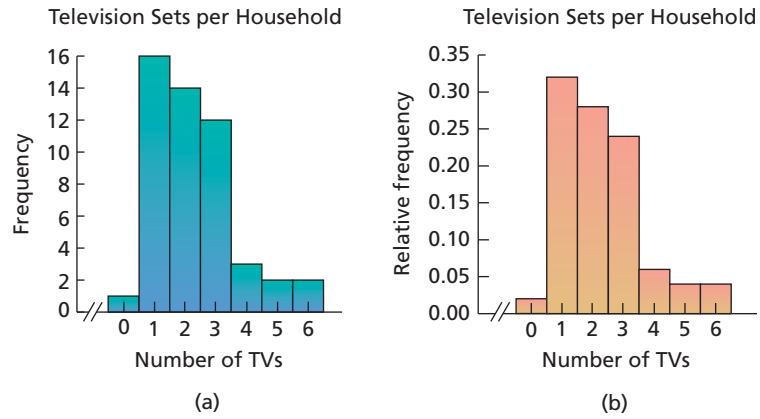 Television Sets per Household
16
14
12
10
8
6
4
2
0
Frequency
0 1 2 3 4 5 6
Number of TVs
(a)
Television Sets per Household
0.35
0.30
0.25
0.20
0.15
0.10
0.05
0.00
Relative frequency
0 1 2 3 4 5 6
Number of TVs
(b)